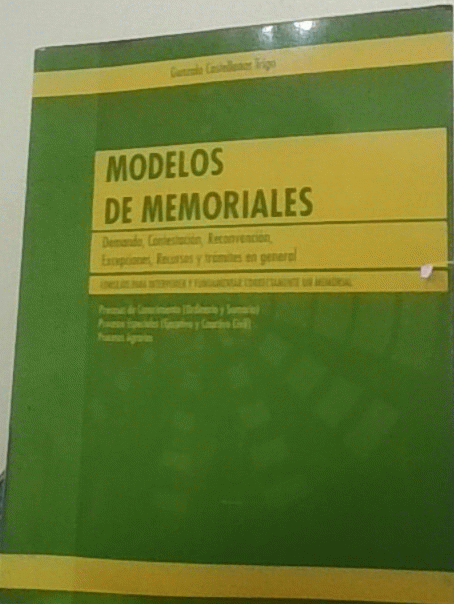 Gonzalo Castellanos Trigo
MODELOS
DE MEMORIALES
Demanda, Contestación, Reconvención,
Excepciones, Recursos y trámites en general
CONSEJOS PARA INTERPONER Y FUNDAMENTAR CORRECTAMENTE UN MEMORIAL
Procesos de Conocimiento (Ordinario y Sumario)
Procesos Especiales (Ejecutivo y Coactivo Civil)
Procesos Agrarios